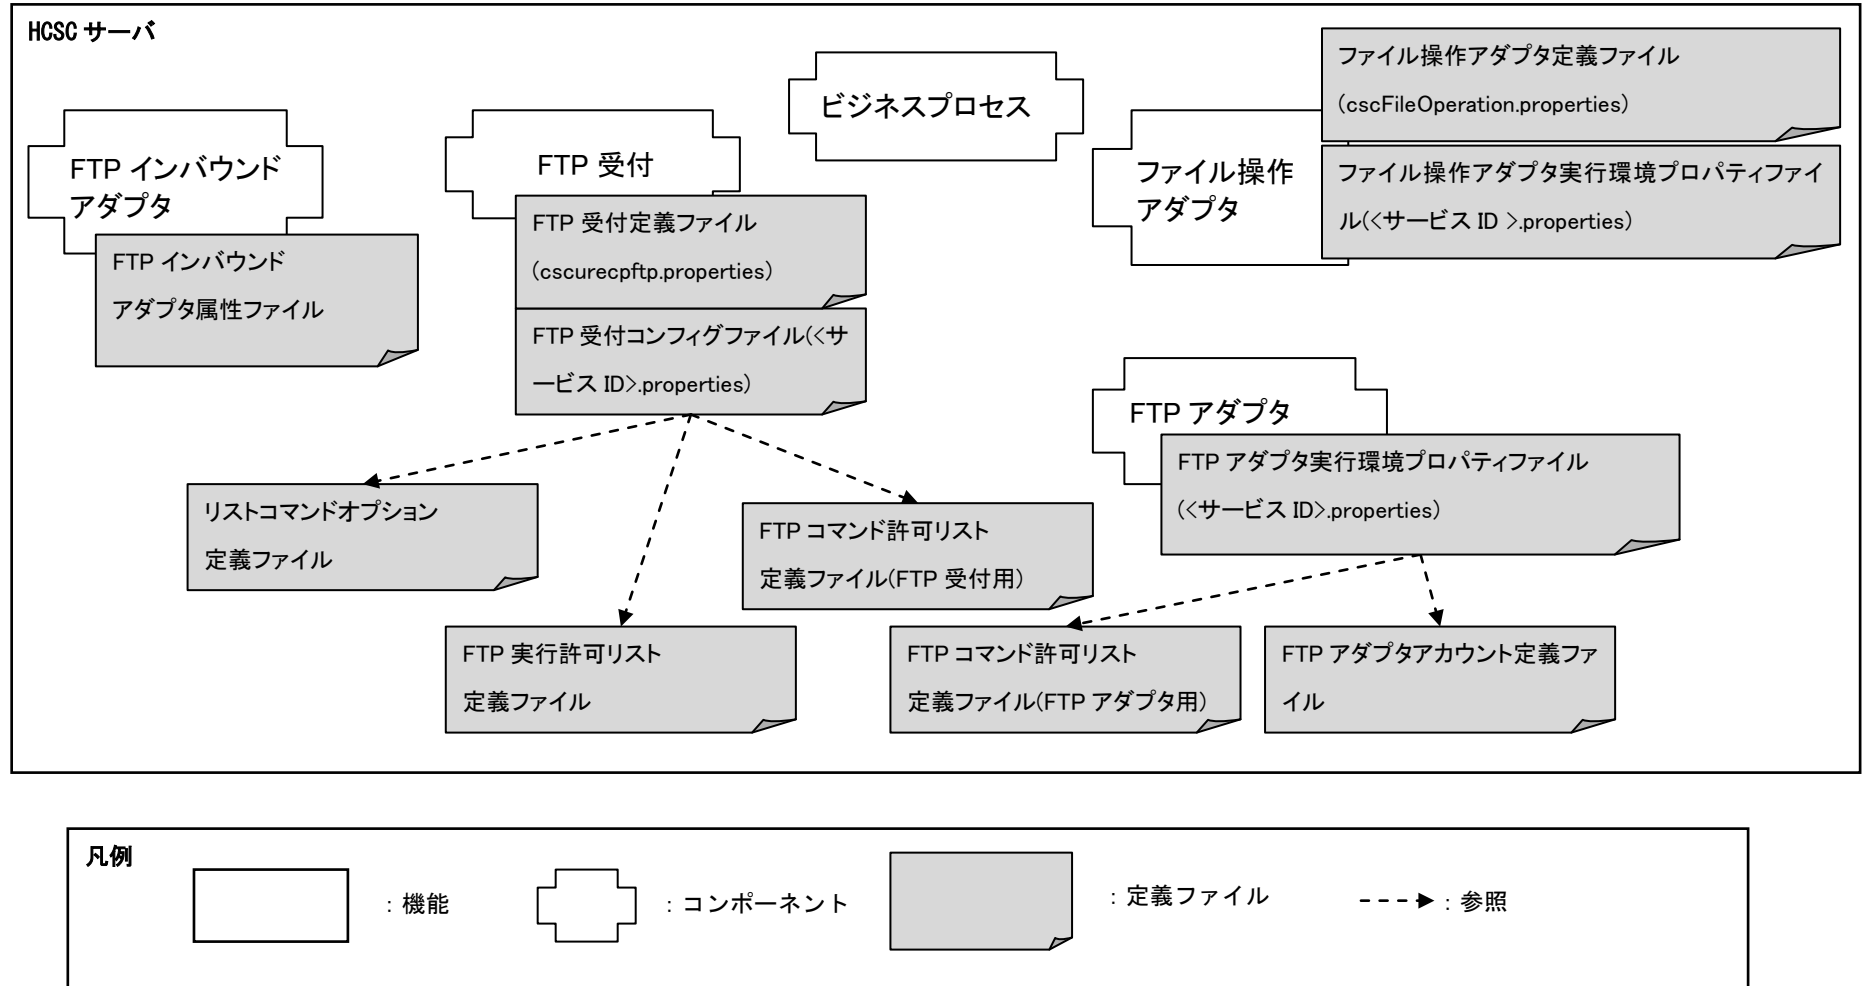 HCSC サーバ
FTP インバウンド
アダプタ
FTP インバウンド
アダプタ属性ファイル
FTP 受付
FTP 受付定義ファイル
(cscurecpftp.properties)
FTP 受付コンフィグファイル(<サ
ービス ID>.properties)
ビジネスプロセス
ファイル操作
アダプタ
ファイル操作アダプタ定義ファイル
(cscFileOperation.properties)
ファイル操作アダプタ実行環境プロパティファイ
ル(<サービス ID >.properties)
FTP アダプタ
FTP アダプタ実行環境プロパティファイル
(<サービス ID>.properties)
リストコマンドオプション
定義ファイル
FTP コマンド許可リスト
定義ファイル(FTP 受付用)
FTP 実行許可リスト
定義ファイル
FTP コマンド許可リスト
定義ファイル(FTP アダプタ用)
FTP アダプタアカウント定義ファ
イル
凡例
: 機能
: コンポーネント
: 定義ファイル
: 参照